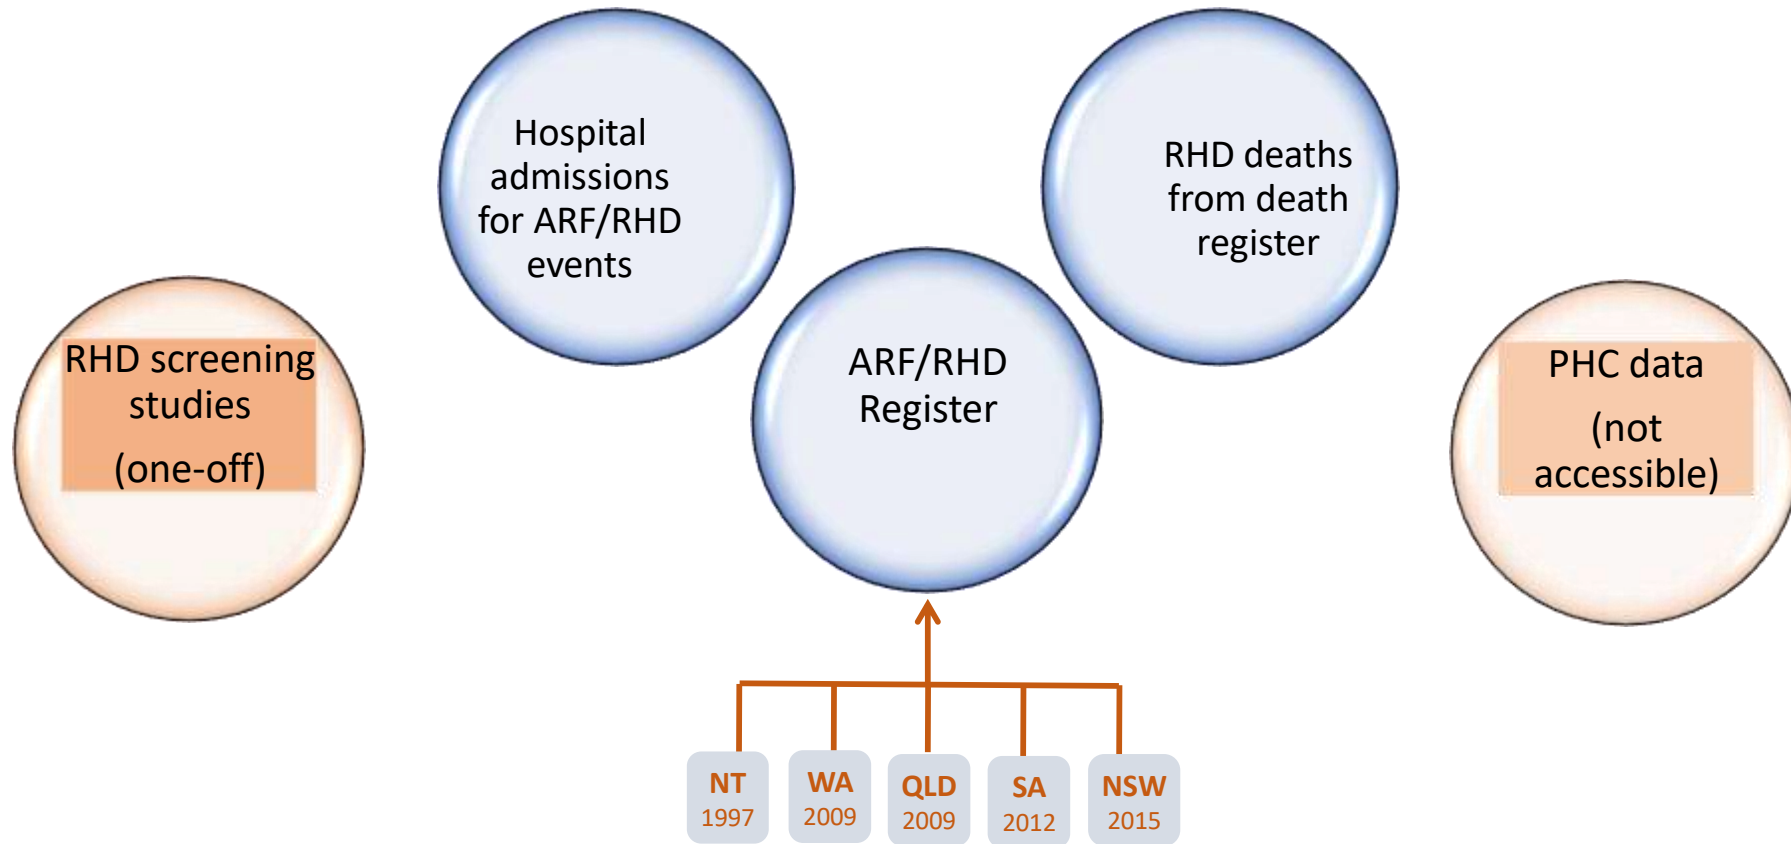 Hospital
admissions
for ARF/RHD
events
RHD deaths
from death
register
RHD screening
studies
(one-off)
ARF/RHD
Register
PHC data
(not
accessible)
NT
1997
WA
2009
QLD
2009
SA
2012
NSW
2015